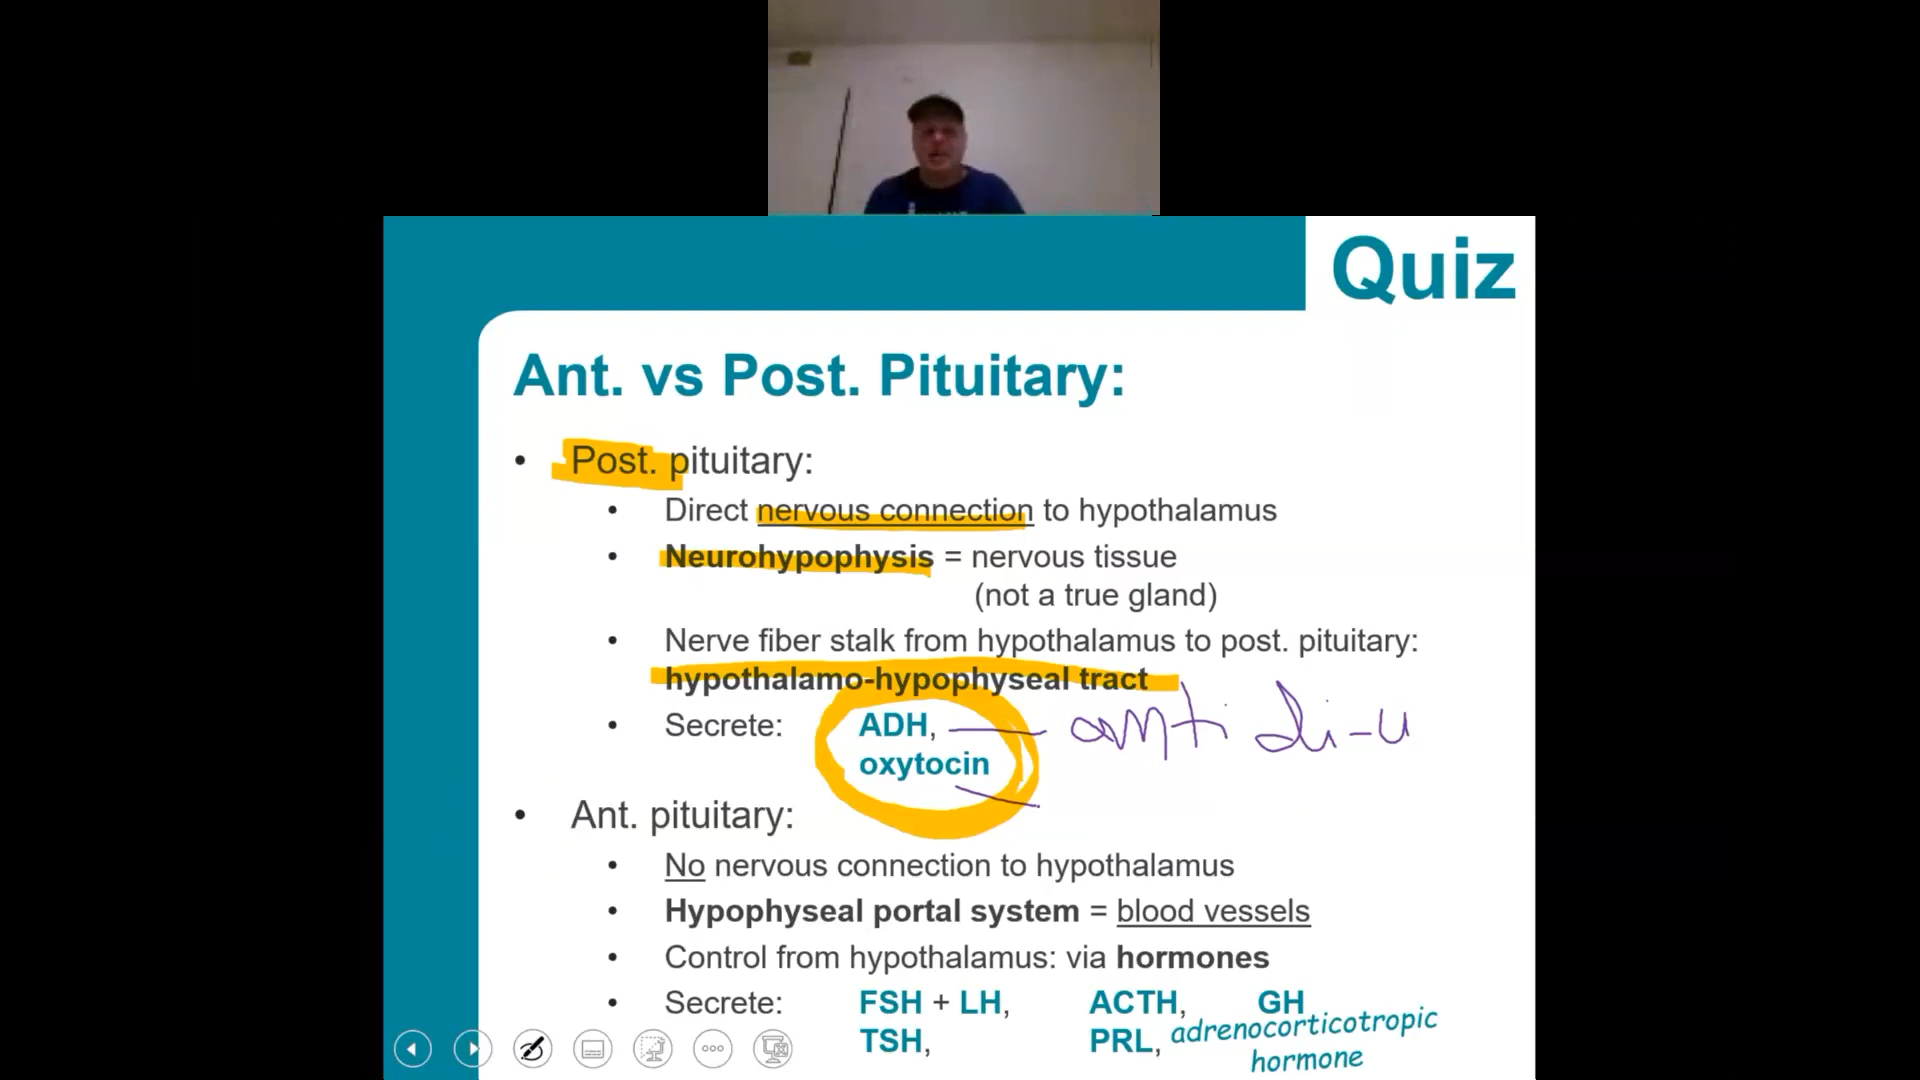 Quiz
Ant. vs Post. Pituitary:
• Post. pituitary:
• Direct nervous connection to hypothalamus
• Neurohypophysis = nervous tissue
(not a true gland)
• Nerve fiber stalk from hypothalamus to post. pituitary:
hypothalamo-hypophyseal tract
• Secrete: ADH, — anti di-u
oxytocin
• Ant. pituitary:
• No nervous connection to hypothalamus
• Hypophyseal portal system = blood vessels
• Control from hypothalamus: via hormones
• Secrete: FSH + LH, ACTH, GH
TSH, PRL, adrenocorticotropic
hormone